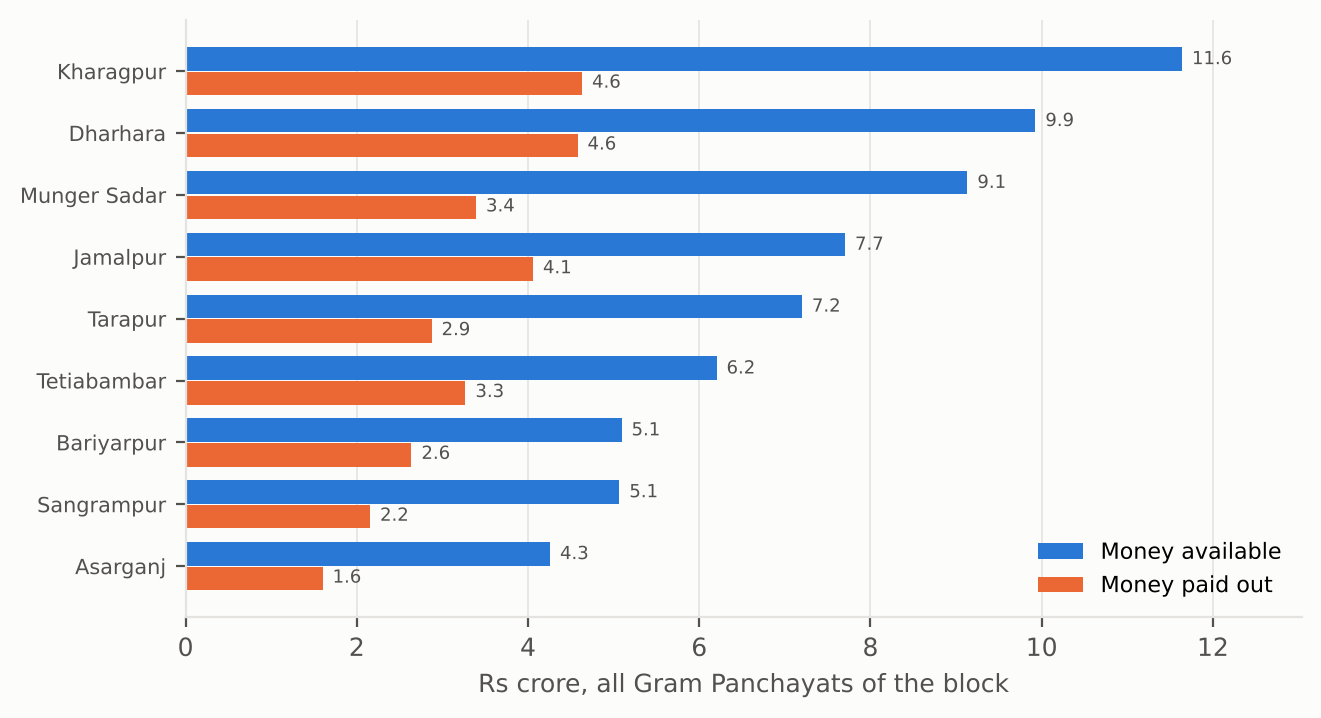 Kharagpur 11.6
4.6
Dharhara 9.9
4.6
Munger Sadar 9.1
3.4
Jamalpur 7.7
4.1
Tarapur 7.2
2.9
Tetiabambar 6.2
3.3
Bariyarpur 5.1
2.6
Sangrampur 5.1
2.2
Asarganj 4.3
1.6
Money available
Money paid out
0 2 4 6 8 10 12
Rs crore, all Gram Panchayats of the block